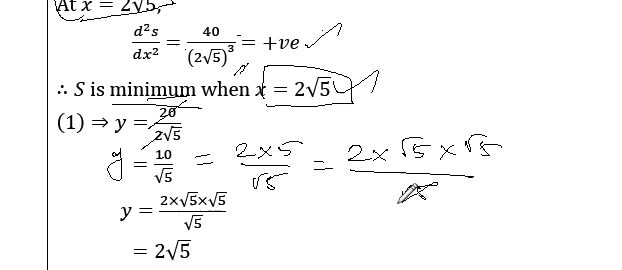 At x = 2√5,
d²s/dx² = 40/(2√5)³ = +ve
∴ S is minimum when x = 2√5
(1) ⇒ y = 20/2√5
y = 10/√5 = 2×5/√5 = 2×√5×√5/
y = 2×√5×√5/√5
= 2√5